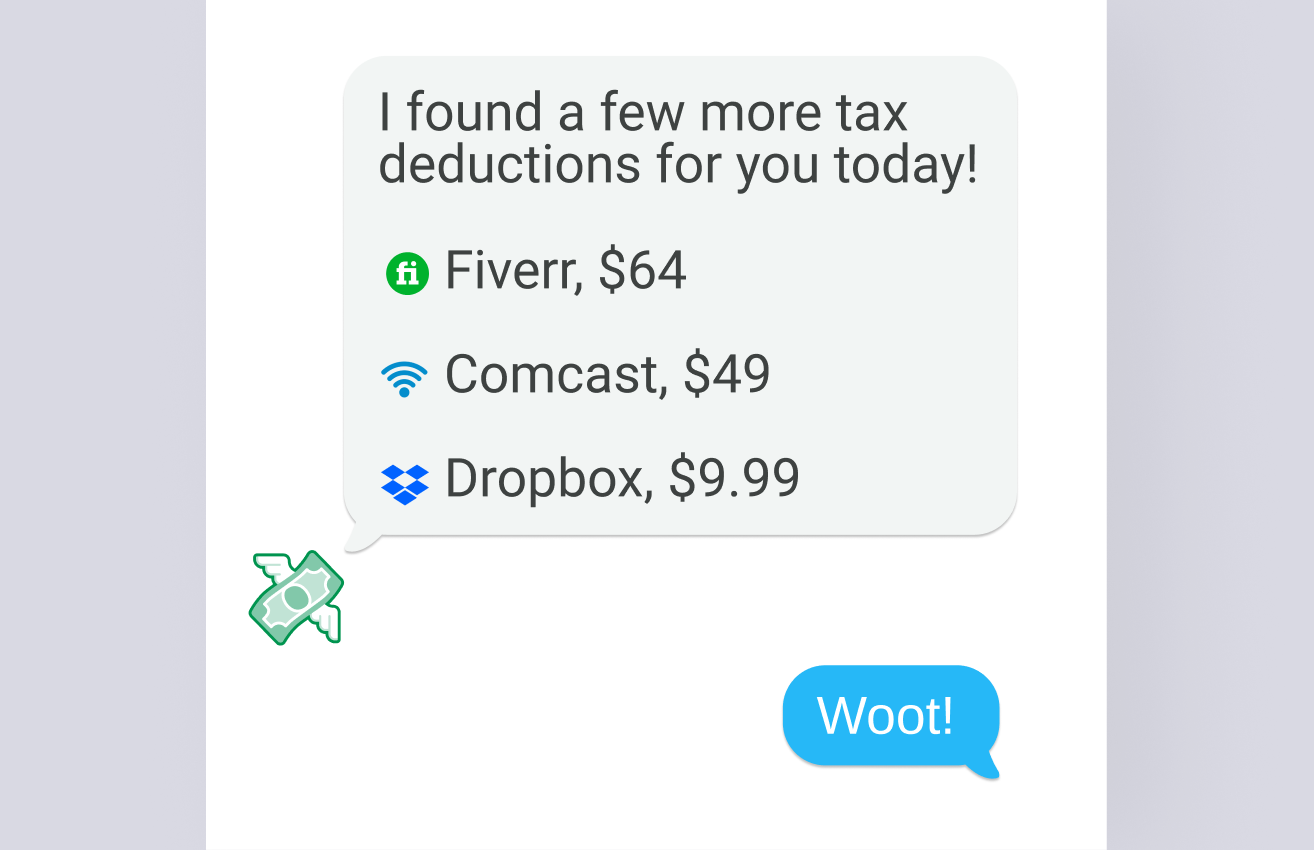 I found a few more tax
deductions for you today!
fi Fiverr, $64
Comcast, $49
Dropbox, $9.99
Woot!